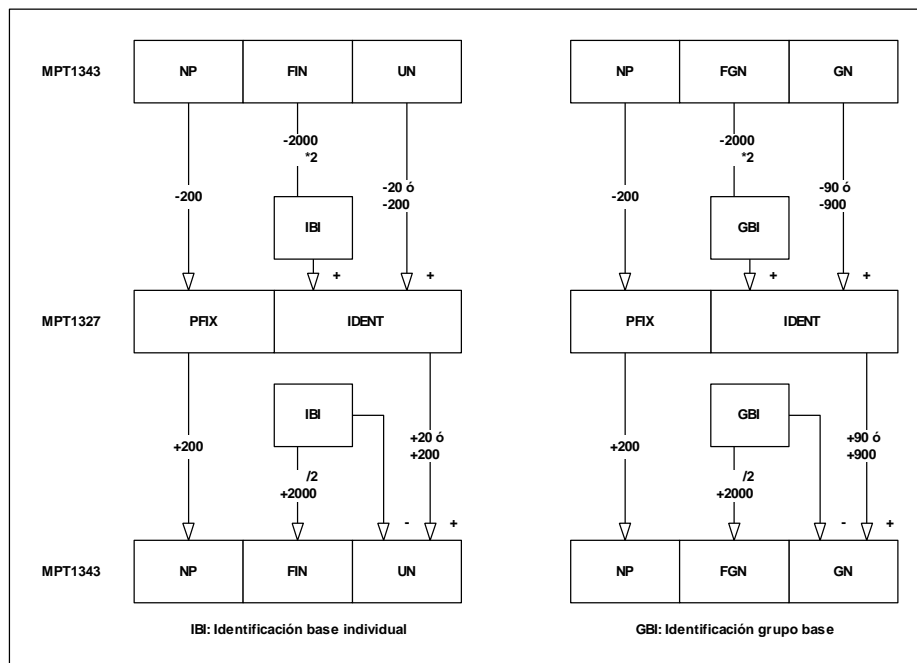 MPT1343 NP FIN UN NP FGN GN
-2000 -2000
*2 *2
-200 -20 ó -200 -90 ó
-200 -900
IBI GBI
+ + + +
MPT1327 PFIX IDENT PFIX IDENT
IBI GBI
+200 +20 ó +200 +90 ó
+200 +900
/2 /2
+2000 +2000
- + - +
MPT1343 NP FIN UN NP FGN GN
IBI: Identificación base individual GBI: Identificación grupo base